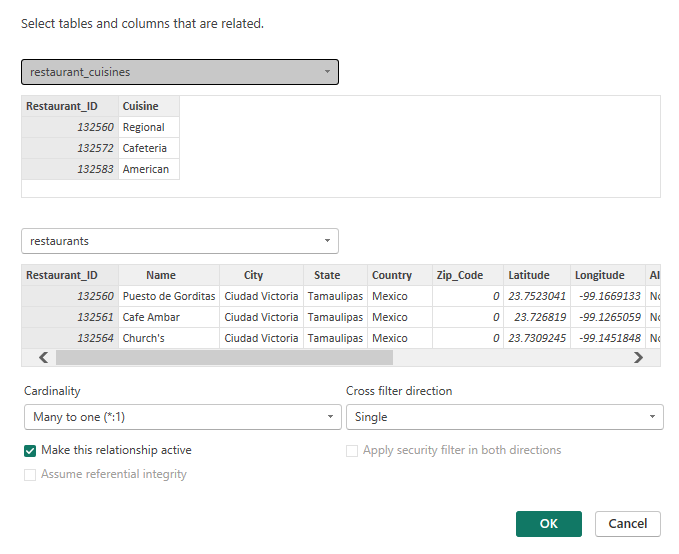 Select tables and columns that are related.
restaurant_cuisines
Restaurant_ID Cuisine
132560 Regional
132572 Cafeteria
132583 American
restaurants
Restaurant_ID Name City State Country Zip_Code Latitude Longitude Al
132560 Puesto de Gorditas Ciudad Victoria Tamaulipas Mexico 0 23.7523041 -99.1669133 No
132561 Cafe Ambar Ciudad Victoria Tamaulipas Mexico 0 23.726819 -99.1265059 No
132564 Church's Ciudad Victoria Tamaulipas Mexico 0 23.7309245 -99.1451848 No
Cardinality Cross filter direction
Many to one (*:1) Single
Make this relationship active Apply security filter in both directions
Assume referential integrity
OK Cancel